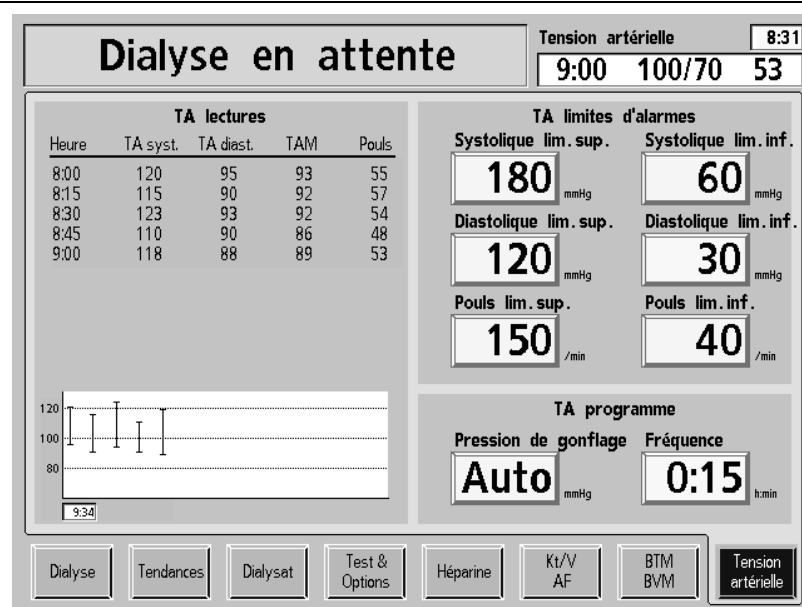 Dialyse en attente
Tension artérielle 8:31
9:00 100/70 53
TA lectures
Heure TA syst. TA diast. TAM Pouls
8:00 120 95 93 55
8:15 115 90 92 57
8:30 123 93 92 54
8:45 110 90 86 48
9:00 118 88 89 53
120
100
80
9:34
TA limites d'alarmes
Systolique lim.sup. Systolique lim.inf.
180 mmHg 60 mmHg
Diastolique lim.sup. Diastolique lim.inf.
120 mmHg 30 mmHg
Pouls lim.sup. Pouls lim.inf.
150 /min 40 /min
TA programme
Pression de gonflage Fréquence
Auto mmHg 0:15 h:min
Dialyse
Tendances
Dialysat
Test &
Options
Héparine
Kt/V
AF
BTM
BVM
Tension
artérielle